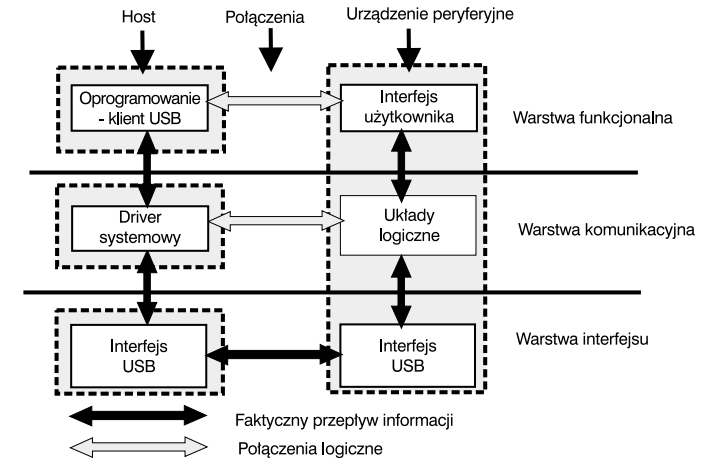 Host
Połączenia
Urządzenie peryferyjne
Oprogramowanie
- klient USB
Interfejs
użytkownika
Warstwa funkcjonalna
Driver
systemowy
Układy
logiczne
Warstwa komunikacyjna
Interfejs
USB
Interfejs
USB
Warstwa interfejsu
Faktyczny przepływ informacji
Połączenia logiczne